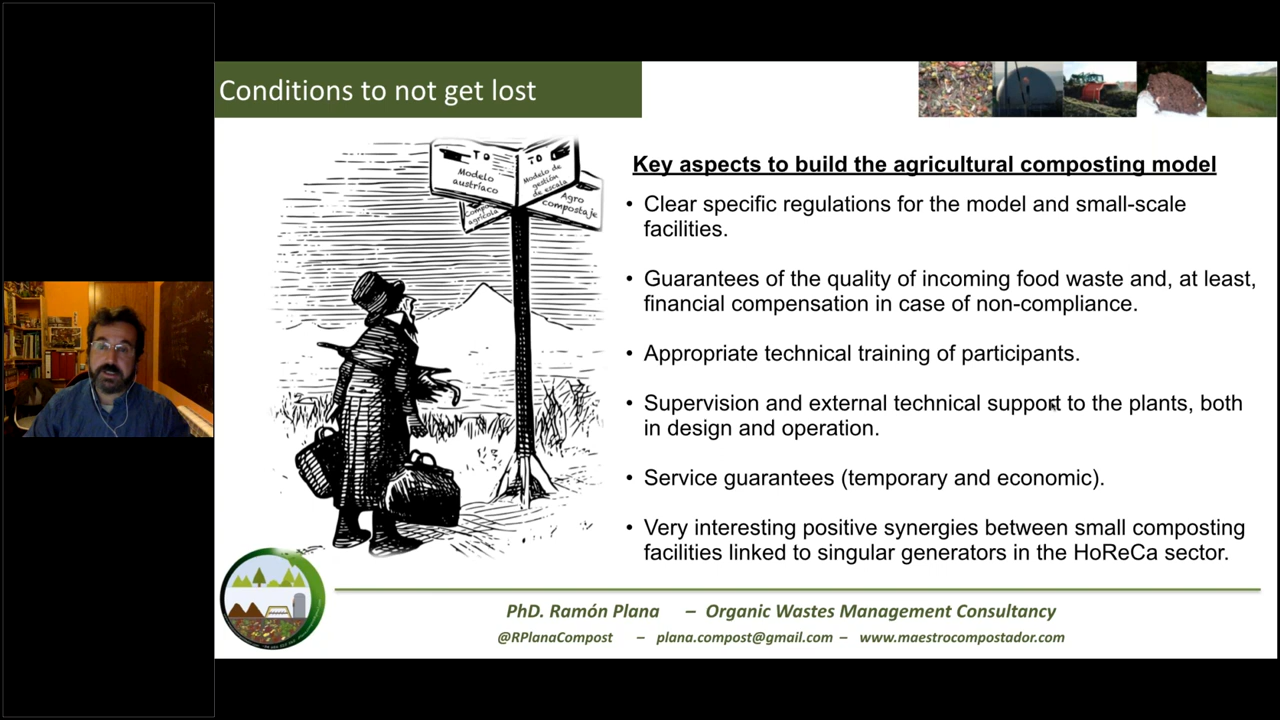 Conditions to not get lost
TO
TO
Modelo
austríaco
Modelo de
gestión
de escala
Agro
compostaje
agrícola
Key aspects to build the agricultural composting model
• Clear specific regulations for the model and small-scale
facilities.
• Guarantees of the quality of incoming food waste and, at least,
financial compensation in case of non-compliance.
• Appropriate technical training of participants.
• Supervision and external technical support to the plants, both
in design and operation.
• Service guarantees (temporary and economic).
• Very interesting positive synergies between small composting
facilities linked to singular generators in the HoReCa sector.
PhD. Ramón Plana – Organic Wastes Management Consultancy
@RPlanaCompost – plana.compost@gmail.com – www.maestrocompostador.com